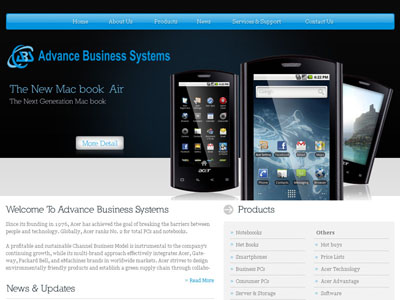 Home About Us Products News Services & Support Contact Us
ABS Advance Business Systems
The New Mac book Air
The Next Generation Mac book
More Detail
4:22 PM
acer
Welcome To Advance Business Systems
Since its founding in 1976, Acer has achieved the goal of breaking the barriers between
people and technology. Globally, Acer ranks No. 2 for total PCs and notebooks.
A profitable and sustainable Channel Business Model is instrumental to the company's
continuing growth, while its multi-brand approach effectively integrates Acer, Gate-
way, Packard Bell, and eMachines brands in worldwide markets. Acer strives to design
environmentally friendly products and establish a green supply chain through collabo-
» Read More
News & Updates
Products
Notebooks
Net Books
Smartphones
Business PCs
Consumer PCs
Server & Storage
Others
Hot buys
Price Lists
Acer Technology
Acer Advantage
Software